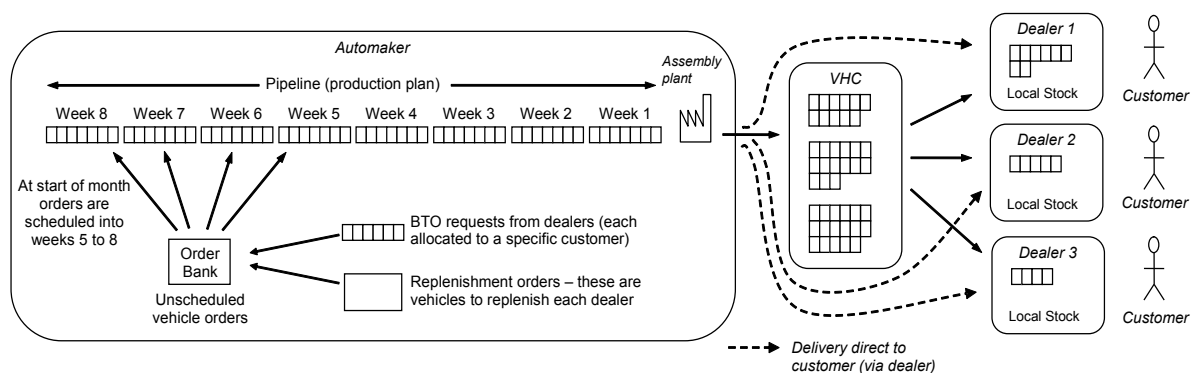 Automaker
Assembly
plant
Pipeline (production plan)
Week 8 Week 7 Week 6 Week 5 Week 4 Week 3 Week 2 Week 1
At start of month
orders are
scheduled into
weeks 5 to 8
Order
Bank
Unscheduled
vehicle orders
BTO requests from dealers (each
allocated to a specific customer)
Replenishment orders – these are
vehicles to replenish each dealer
VHC
Dealer 1
Local Stock
Customer
Dealer 2
Local Stock
Customer
Dealer 3
Local Stock
Customer
Delivery direct to
customer (via dealer)